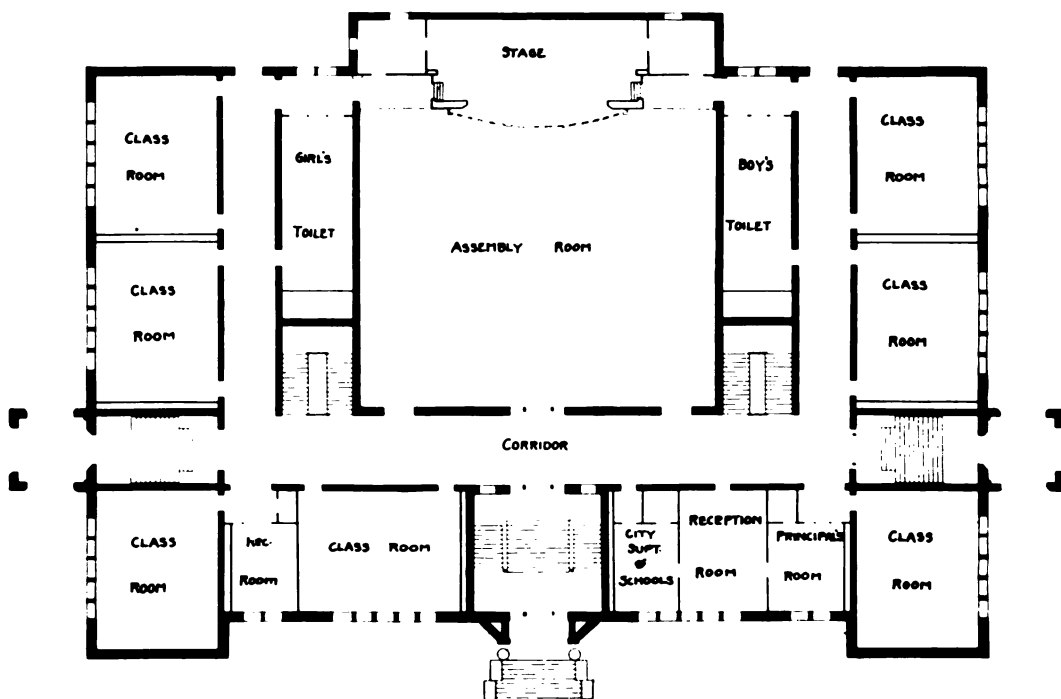 STAGE
CLASS
ROOM
GIRL'S
TOILET
ASSEMBLY ROOM
BOY'S
TOILET
CLASS
ROOM
CLASS
ROOM
CLASS
ROOM
CORRIDOR
CLASS
ROOM
REC.
ROOM
CLASS ROOM
CITY
SUPT.
OF
SCHOOLS
RECEPTION
ROOM
PRINCIPAL'S
ROOM
CLASS
ROOM